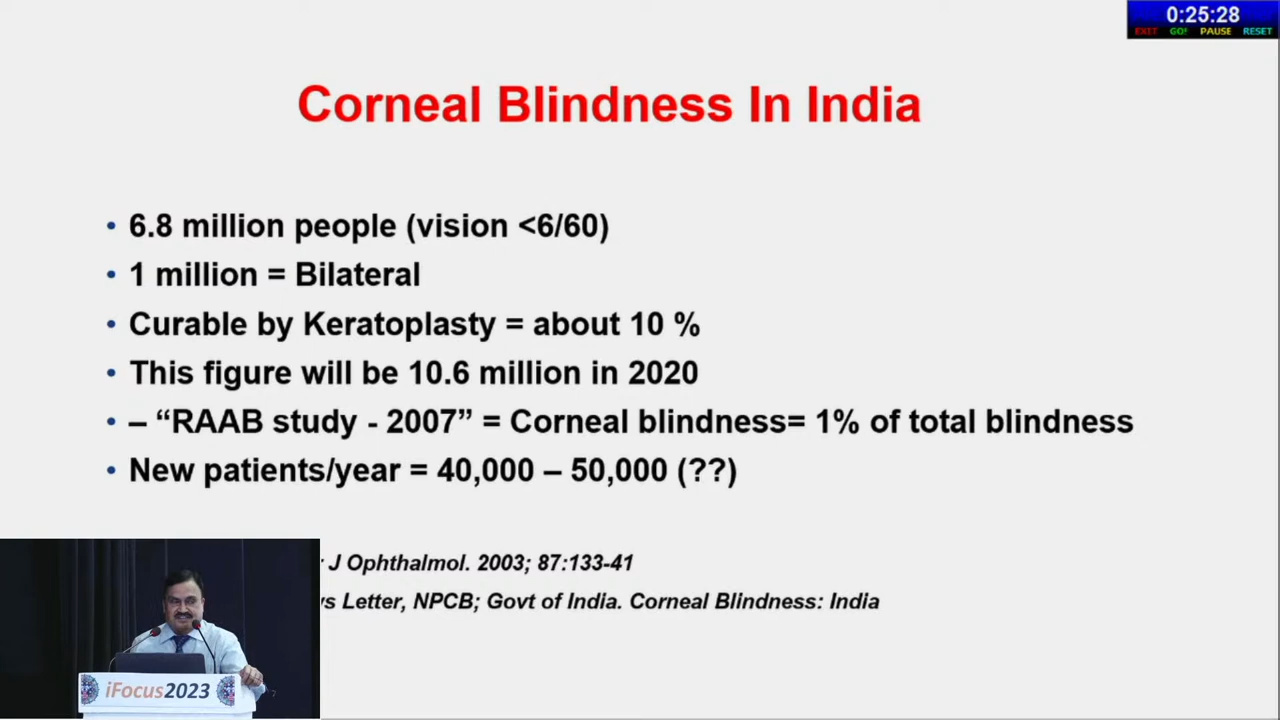 0:25:28
EXIT GO! PAUSE RESET
Corneal Blindness In India
• 6.8 million people (vision <6/60)
• 1 million = Bilateral
• Curable by Keratoplasty = about 10 %
• This figure will be 10.6 million in 2020
• – “RAAB study - 2007” = Corneal blindness= 1% of total blindness
• New patients/year = 40,000 – 50,000 (??)
J Ophthalmol. 2003; 87:133-41
Letter, NPCB; Govt of India. Corneal Blindness: India
iFocus2023